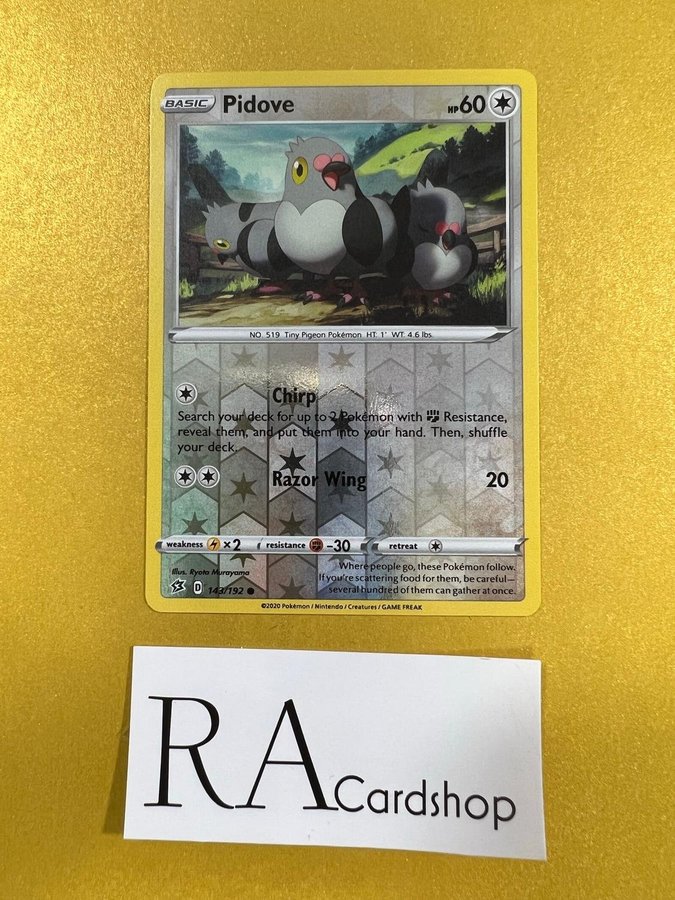 BASIC Pidove HP60
NO. 519 Tiny Pigeon Pokémon HT: 1' WT: 4.6 lbs.
Chirp
Search your deck for up to 2 Pokémon with Resistance,
reveal them, and put them into your hand. Then, shuffle
your deck.
Razor Wing 20
weakness ×2 resistance -30 retreat
Illus. Ryota Murayama
D 143/192
Where people go, these Pokémon follow.
If you're scattering food for them, be careful—
several hundred of them can gather at once.
©2020 Pokémon / Nintendo / Creatures / GAME FREAK
RA Cardshop